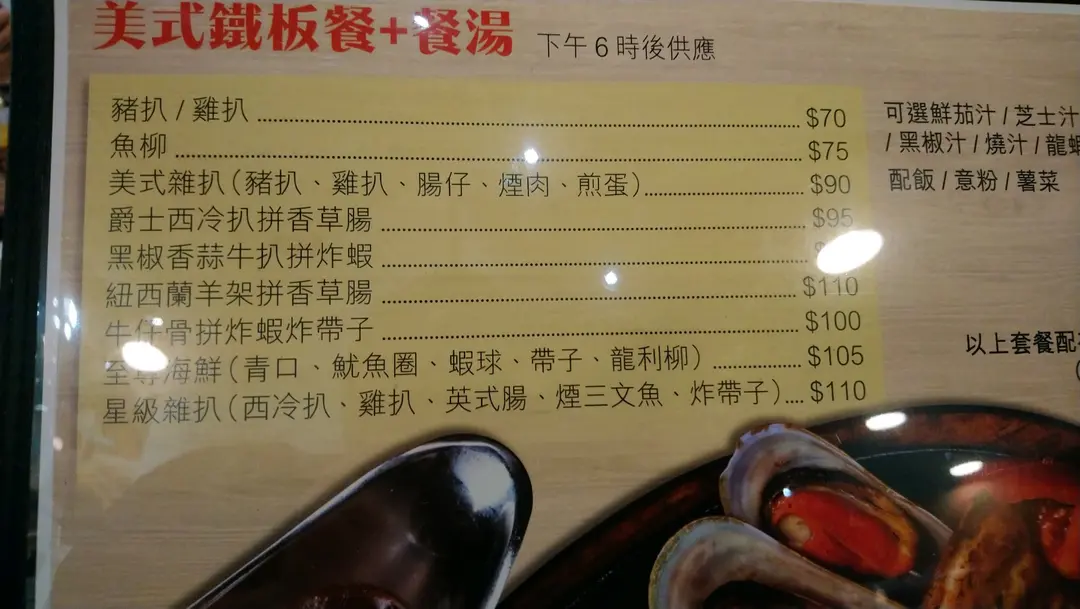 美式鐵板餐+餐湯 下午6時後供應
豬扒 / 雞扒 $70
魚柳 $75
美式雜扒(豬扒、雞扒、腸仔、煙肉、煎蛋) $90
爵士西冷扒拼香草腸 $95
黑椒香蒜牛扒拼炸蝦 $
紐西蘭羊架拼香草腸 $110
牛仔骨拼炸蝦炸帶子 $100
至尊海鮮(青口、魷魚圈、蝦球、帶子、龍利柳) $105
星級雜扒(西冷扒、雞扒、英式腸、煙三文魚、炸帶子) $110
可選鮮茄汁 / 芝士汁
/ 黑椒汁 / 燒汁 / 龍蝦
配飯 / 意粉 / 薯菜
以上套餐配
(